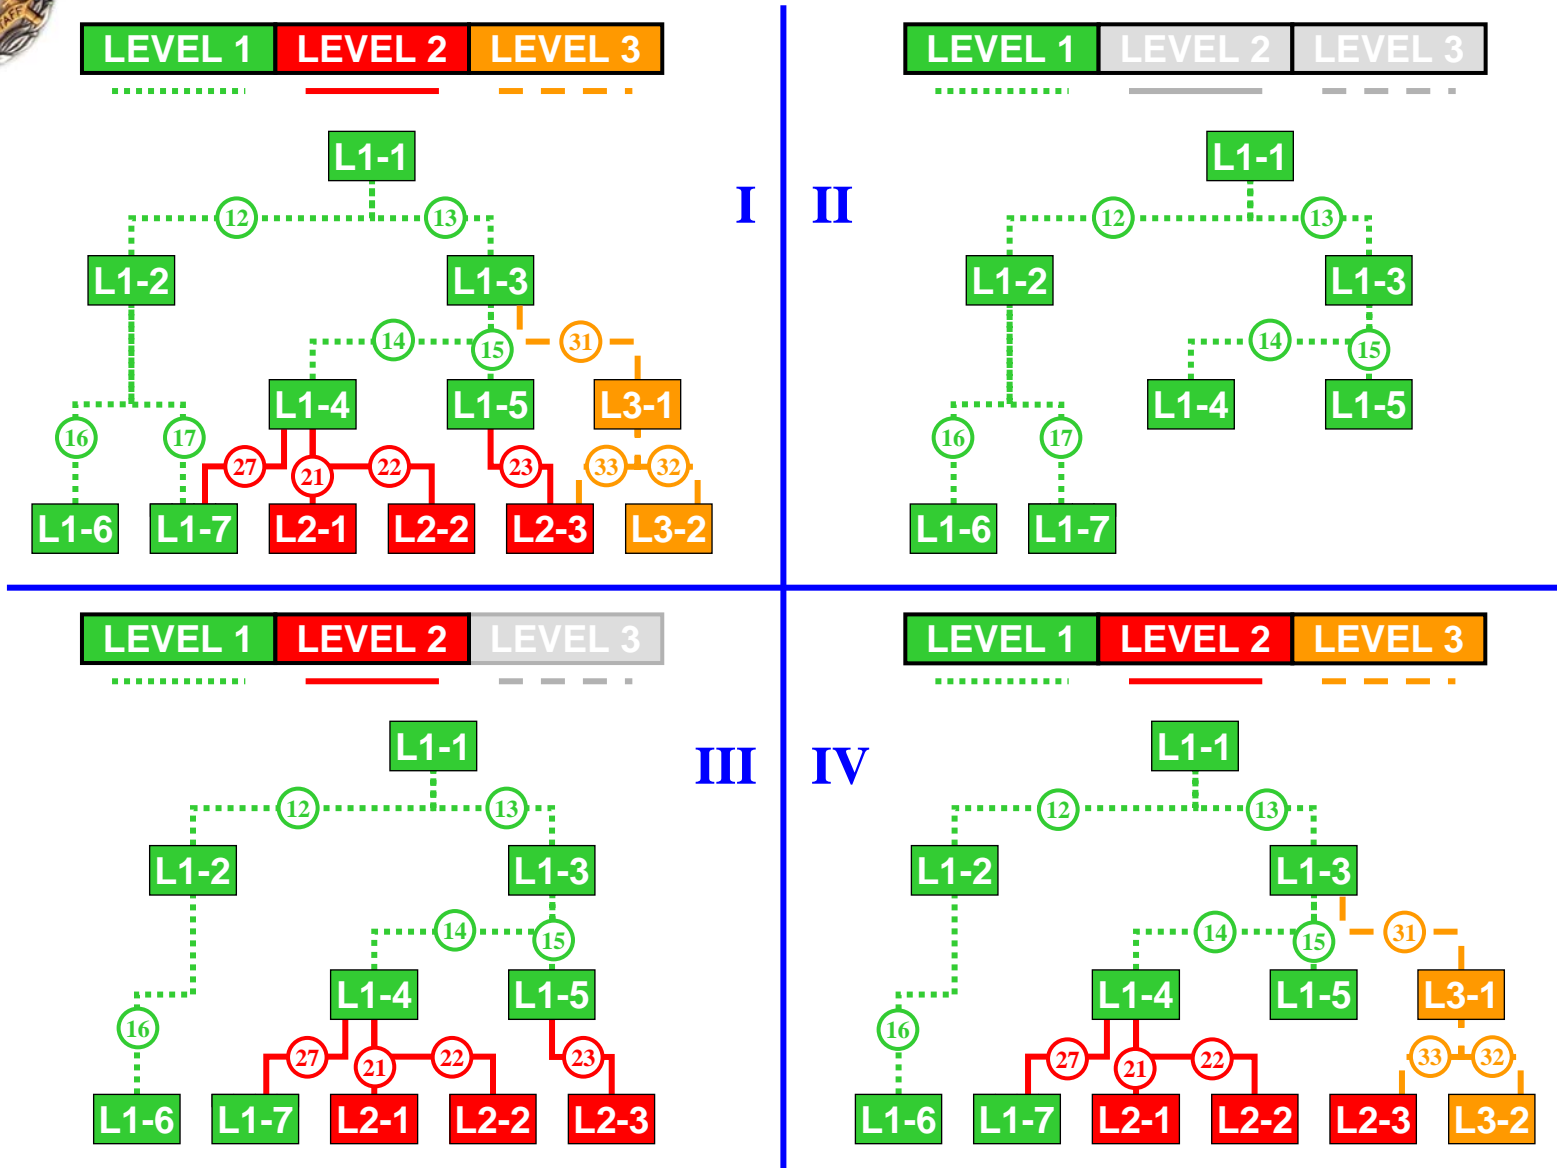 TAFF
LEVEL 1 LEVEL 2 LEVEL 3
L1-1
12 13
I
L1-2 L1-3
14 15 31
L1-4 L1-5 L3-1
16 17 27 21 22 23 33 32
L1-6 L1-7 L2-1 L2-2 L2-3 L3-2
LEVEL 1 LEVEL 2 LEVEL 3
L1-1
II
12 13
L1-2 L1-3
14 15
L1-4 L1-5
16 17
L1-6 L1-7
LEVEL 1 LEVEL 2 LEVEL 3
L1-1
III
12 13
L1-2 L1-3
14 15
L1-4 L1-5
16 27 21 22 23
L1-6 L1-7 L2-1 L2-2 L2-3
LEVEL 1 LEVEL 2 LEVEL 3
L1-1
IV
12 13
L1-2 L1-3
14 15 31
L1-4 L1-5 L3-1
16 27 21 22 33 32
L1-6 L1-7 L2-1 L2-2 L2-3 L3-2